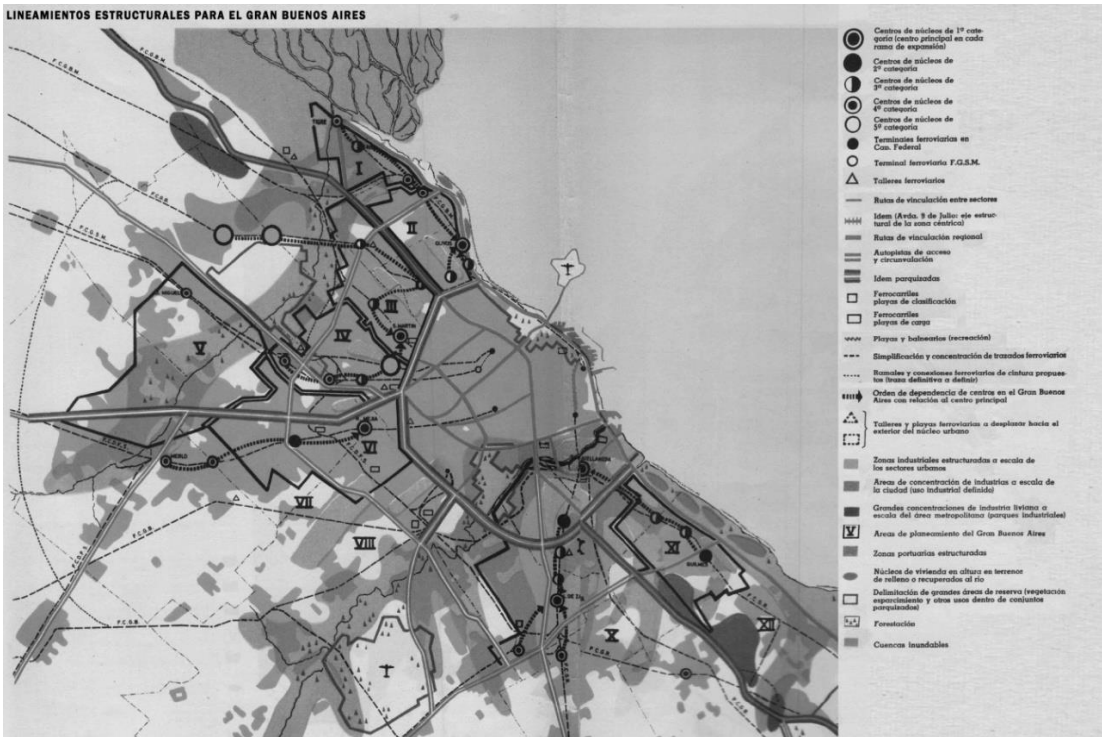 LINEAMIENTOS ESTRUCTURALES PARA EL GRAN BUENOS AIRES
Centros de núcleos de 1ª cate-
goría (centro principal en cada
rama de expansión)
Centros de núcleos de
2ª categoría
Centros de núcleos de
3ª categoría
Centros de núcleos de
4ª categoría
Centros de núcleos de
5ª categoría
Terminales ferroviarias en
Cap. Federal
Terminal ferroviaria F.G.S.M.
Talleres ferroviarios
Rutas de vinculación entre sectores
Idem (Avda. 9 de Julio: eje estruc-
tural de la zona céntrica)
Rutas de vinculación regional
Autopistas de acceso
y circunvalación
Idem parquizadas
Ferrocarriles
playas de clasificación
Ferrocarriles
playas de carga
Playas y balnearios (recreación)
Simplificación y concentración de trazados ferroviarios
Ramales y conexiones ferroviarios de cintura propues-
tos (traza definitiva a definir)
Orden de dependencia de centros en el Gran Buenos
Aires con relación al centro principal
Talleres y playas ferroviarias a desplazar hacia el
exterior del núcleo urbano
Zonas industriales estructuradas a escala de
los sectores urbanos
Areas de concentración de industrias a escala de
la ciudad (uso industrial definido)
Grandes concentraciones de industria liviana a
escala del área metropolitana (parques industriales)
V
Areas de planeamiento del Gran Buenos Aires
Zonas portuarias estructuradas
Núcleos de vivienda en altura en terrenos
de relleno o recuperados al río
Delimitación de grandes áreas de reserva (vegetación
esparcimiento y otros usos dentro de conjuntos
parquizados)
Forestación
Cuencas inundables
F.C.G.B.M.
F.C.G.B.M.
TIGRE
I
II
F.C.G.B.M.
OLIVOS
F.C.G.S.M.
III
S. MARTIN
IV
V
VI
MERLO
VII
VIII
AVELLANEDA
XI
QUILMES
X
XII
F.C.G.R.
F.C.G.R.
F.C.G.B.